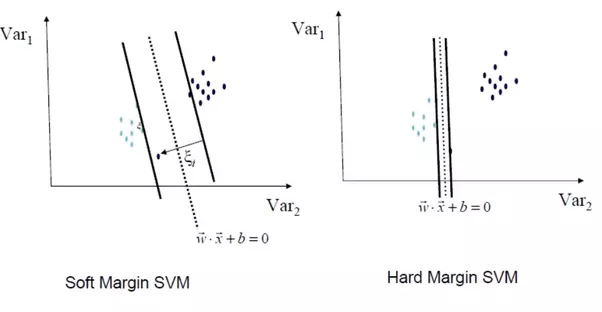 Var₁
ξ
ξᵢ
Var₂
w⃗ · x⃗ + b = 0
Soft Margin SVM
Var₁
Var₂
w⃗ · x⃗ + b = 0
Hard Margin SVM